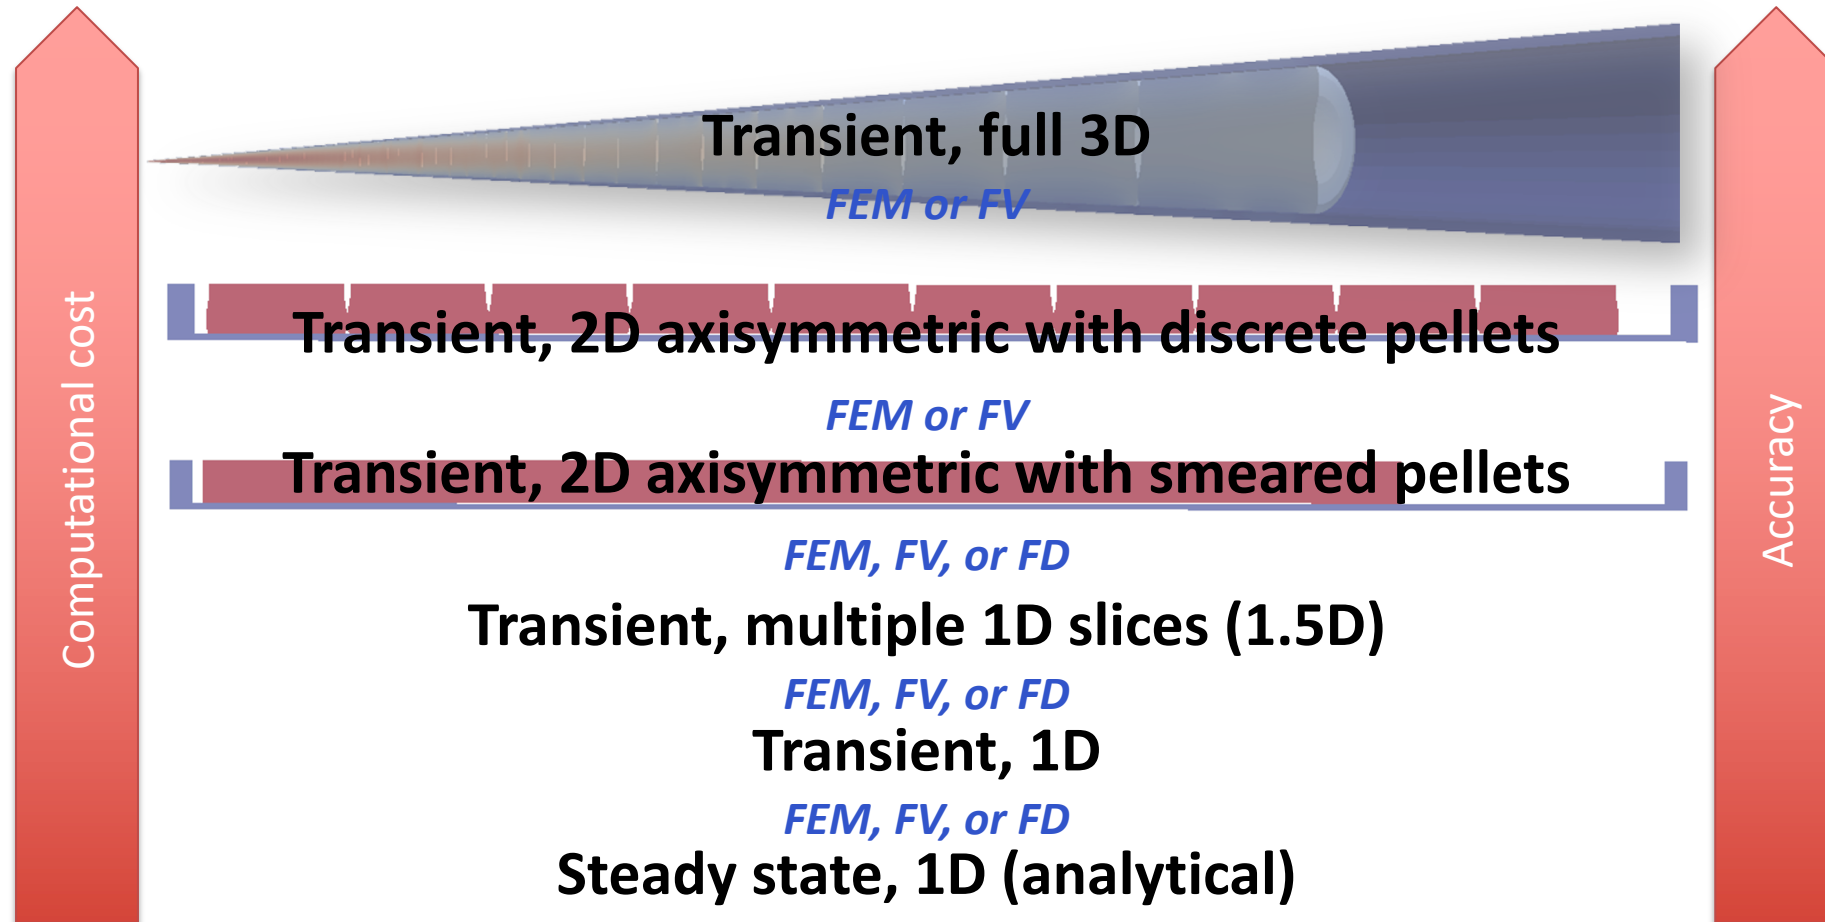 Computational cost
Transient, full 3D
FEM or FV
Transient, 2D axisymmetric with discrete pellets
FEM or FV
Transient, 2D axisymmetric with smeared pellets
FEM, FV, or FD
Transient, multiple 1D slices (1.5D)
FEM, FV, or FD
Transient, 1D
FEM, FV, or FD
Steady state, 1D (analytical)
Accuracy